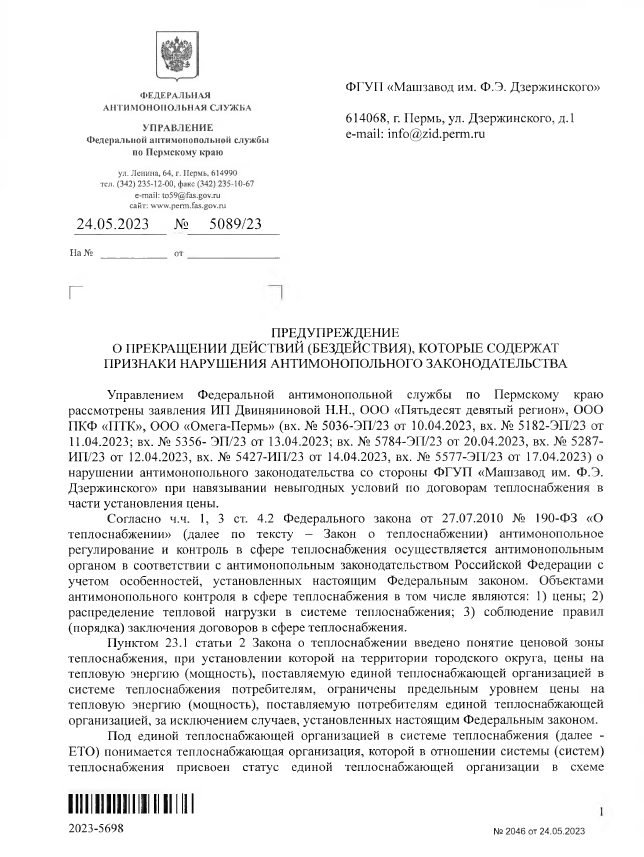 ФЕДЕРАЛЬНАЯ
АНТИМОНОПОЛЬНАЯ СЛУЖБА
УПРАВЛЕНИЕ
Федеральной антимонопольной службы
по Пермскому краю
ул. Ленина, 64, г. Пермь, 614990
тел. (342) 235-12-00, факс (342) 235-10-67
e-mail: to59@fas.gov.ru
сайт: www.perm.fas.gov.ru
24.05.2023 № 5089/23
На № ____________ от ________________
ФГУП «Машзавод им. Ф.Э. Дзержинского»
614068, г. Пермь, ул. Дзержинского, д.1
e-mail: info@zid.perm.ru
ПРЕДУПРЕЖДЕНИЕ
О ПРЕКРАЩЕНИИ ДЕЙСТВИЙ (БЕЗДЕЙСТВИЯ), КОТОРЫЕ СОДЕРЖАТ
ПРИЗНАКИ НАРУШЕНИЯ АНТИМОНОПОЛЬНОГО ЗАКОНОДАТЕЛЬСТВА
Управлением Федеральной антимонопольной службы по Пермскому краю
рассмотрены заявления ИП Двиняниновой Н.Н., ООО «Пятьдесят девятый регион», ООО
ПКФ «ПТК», ООО «Омега-Пермь» (вх. № 5036-ЭП/23 от 10.04.2023, вх. № 5182-ЭП/23 от
11.04.2023; вх. № 5356- ЭП/23 от 13.04.2023; вх. № 5784-ЭП/23 от 20.04.2023, вх. № 5287-
ИП/23 от 12.04.2023, вх. № 5427-ИП/23 от 14.04.2023, вх. № 5577-ЭП/23 от 17.04.2023) о
нарушении антимонопольного законодательства со стороны ФГУП «Машзавод им. Ф.Э.
Дзержинского» при навязывании невыгодных условий по договорам теплоснабжения в
части установления цены.
Согласно ч.ч. 1, 3 ст. 4.2 Федерального закона от 27.07.2010 № 190-ФЗ «О
теплоснабжении» (далее по тексту – Закон о теплоснабжении) антимонопольное
регулирование и контроль в сфере теплоснабжения осуществляется антимонопольным
органом в соответствии с антимонопольным законодательством Российской Федерации с
учетом особенностей, установленных настоящим Федеральным законом. Объектами
антимонопольного контроля в сфере теплоснабжения в том числе являются: 1) цены; 2)
распределение тепловой нагрузки в системе теплоснабжения; 3) соблюдение правил
(порядка) заключения договоров в сфере теплоснабжения.
Пунктом 23.1 статьи 2 Закона о теплоснабжении введено понятие ценовой зоны
теплоснабжения, при установлении которой на территории городского округа, цены на
тепловую энергию (мощность), поставляемую единой теплоснабжающей организацией в
системе теплоснабжения потребителям, ограничены предельным уровнем цены на
тепловую энергию (мощность), поставляемую потребителям единой теплоснабжающей
организацией, за исключением случаев, установленных настоящим Федеральным законом.
Под единой теплоснабжающей организацией в системе теплоснабжения (далее -
ЕТО) понимается теплоснабжающая организация, которой в отношении системы (систем)
теплоснабжения присвоен статус единой теплоснабжающей организации в схеме
2023-5698
1
№ 2046 от 24.05.2023